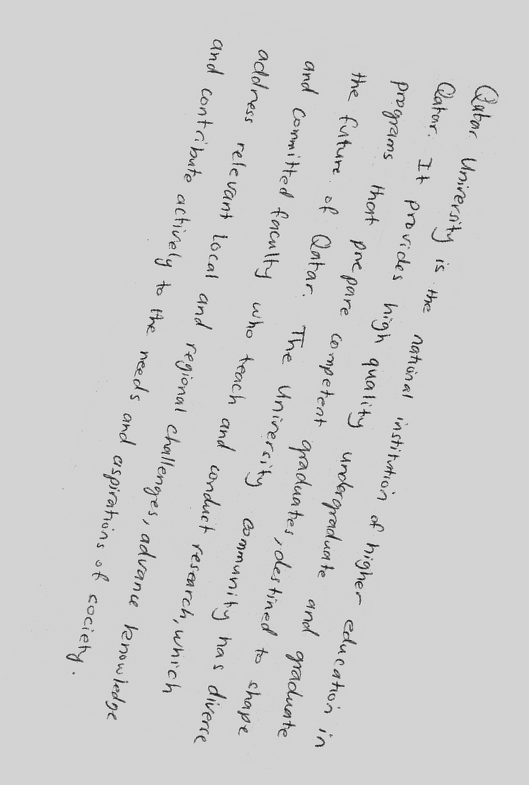 Qatar University is the national institution of higher education in
Qatar. It provides high quality undergraduate and graduate
programs that prepare competent graduates, destined to shape
the future of Qatar. The University community has diverse
and committed faculty who teach and conduct research, which
address relevant local and regional challenges, advance knowledge
and contribute actively to the needs and aspirations of society.